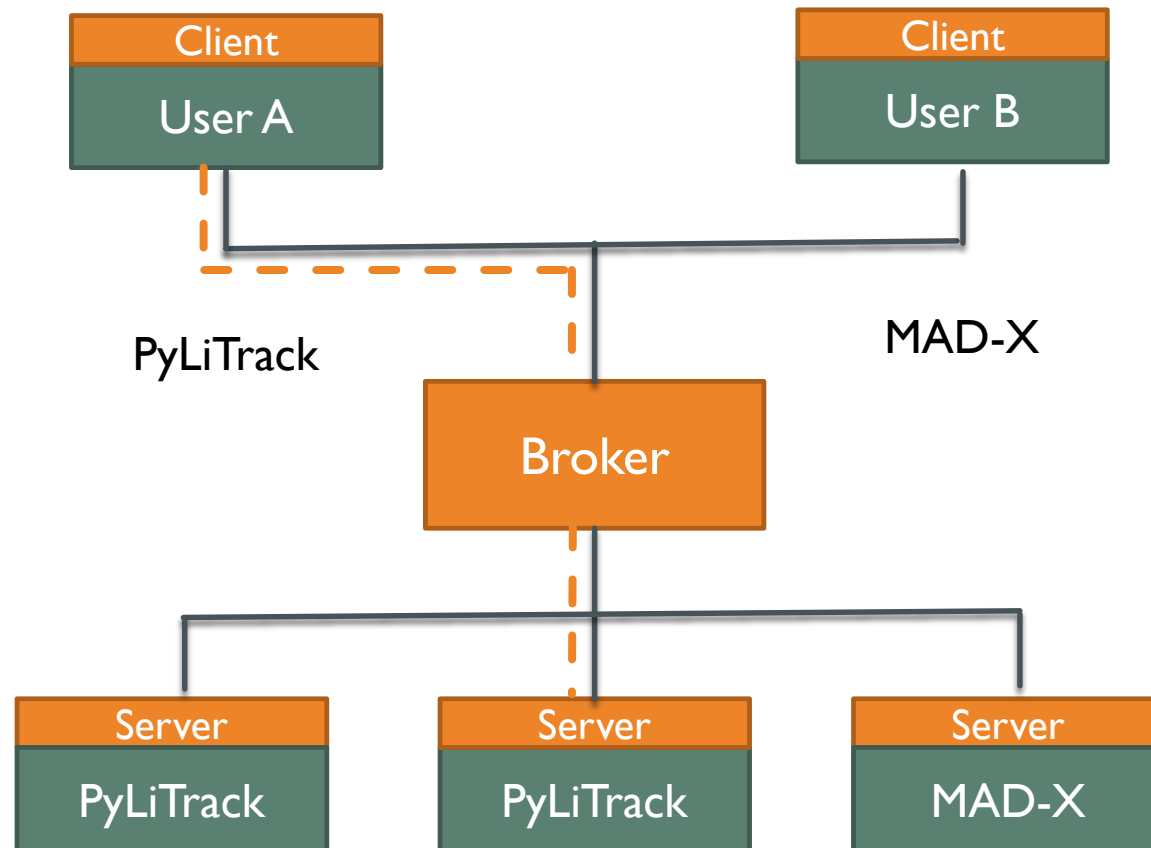 Client
User A
Client
User B
PyLiTrack
MAD-X
Broker
Server
PyLiTrack
Server
PyLiTrack
Server
MAD-X